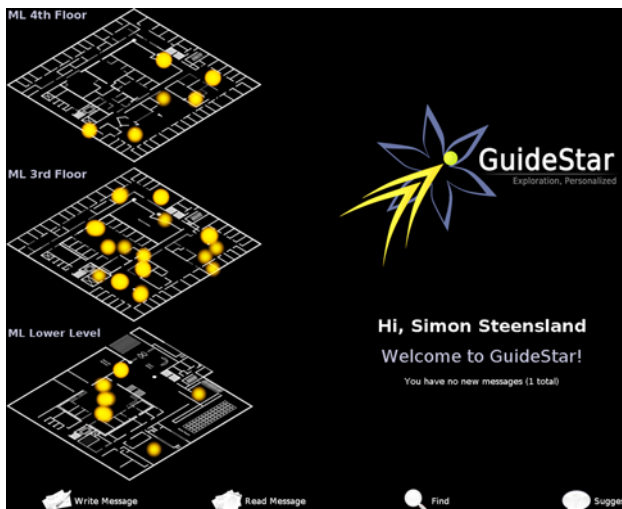 ML 4th Floor
ML 3rd Floor
ML Lower Level
GuideStar
Exploration, Personalized
Hi, Simon Steensland
Welcome to GuideStar!
You have no new messages (1 total)
Write Message
Read Message
Find
Sugge